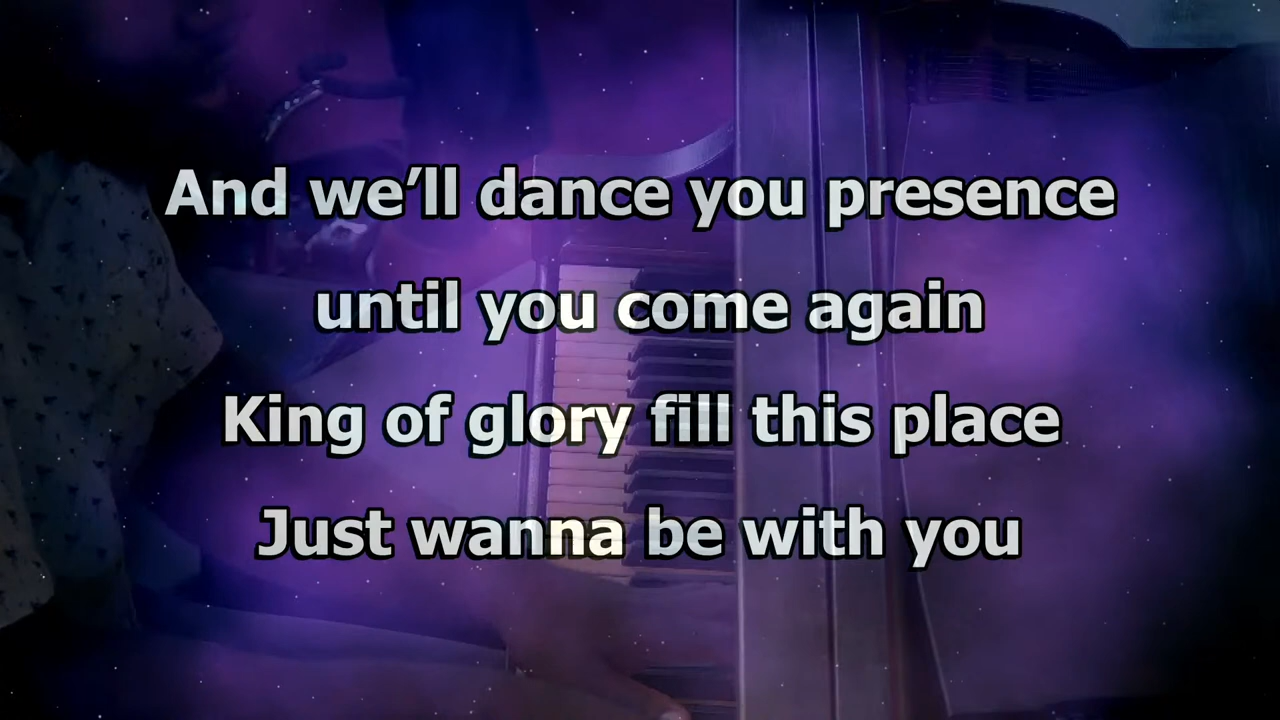 And we’ll dance you presence
until you come again
King of glory fill this place
Just wanna be with you